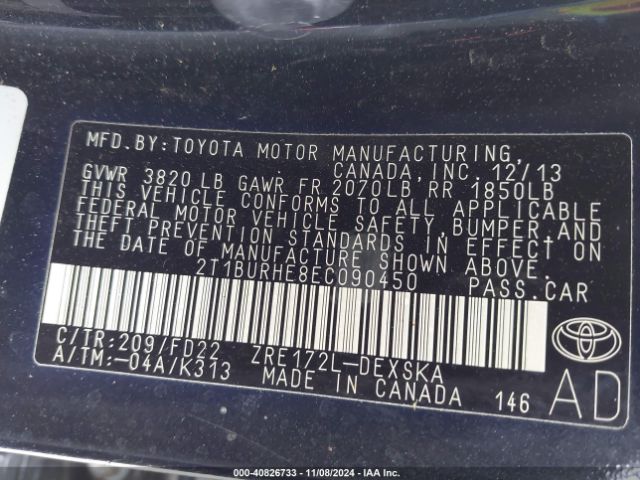 MFD.BY:TOYOTA MOTOR MANUFACTURING,
CANADA, INC. 12/13
GVWR 3820 LB GAWR FR 2070LB RR 1850LB
THIS VEHICLE CONFORMS TO ALL APPLICABLE
FEDERAL MOTOR VEHICLE SAFETY, BUMPER, AND
THEFT PREVENTION STANDARDS IN EFFECT ON
THE DATE OF MANUFACTURE SHOWN ABOVE.
2T1BURHE8EC090450 PASS.CAR
C/TR:209/FD22 ZRE172L-DEXSKA
A/TM:-04A/K313 MADE IN CANADA 146
AD
000-40826733 — 11/08/2024 — IAA